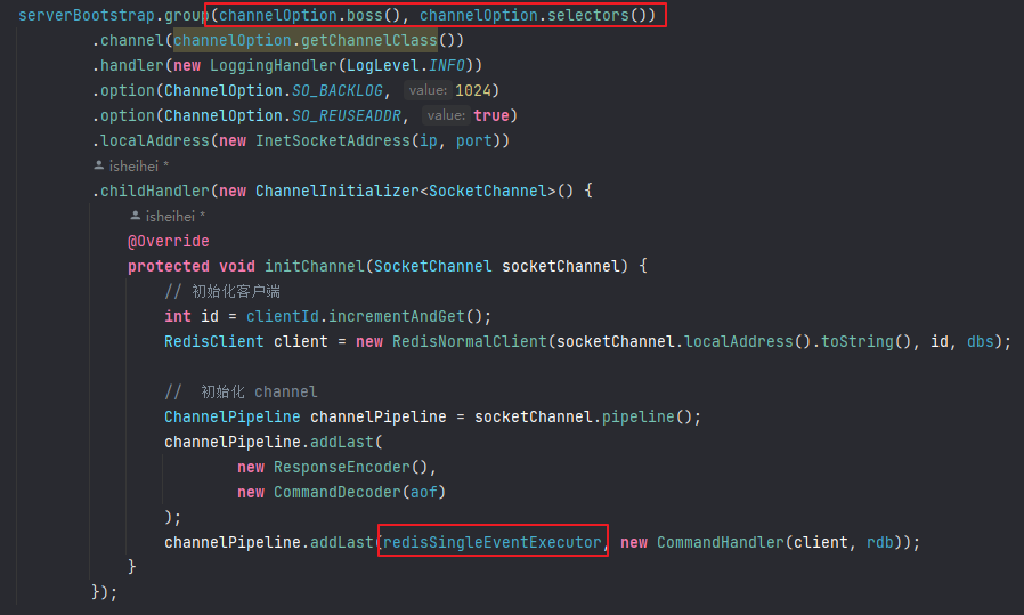 serverBootstrap.group(channelOption.boss(), channelOption.selectors())
.channel(channelOption.getChannelClass())
.handler(new LoggingHandler(LogLevel.INFO))
.option(ChannelOption.SO_BACKLOG, value: 1024)
.option(ChannelOption.SO_REUSEADDR, value: true)
.localAddress(new InetSocketAddress(ip, port))
isheihei *
.childHandler(new ChannelInitializer<SocketChannel>() {
isheihei *
@Override
protected void initChannel(SocketChannel socketChannel) {
// 初始化客户端
int id = clientId.incrementAndGet();
RedisClient client = new RedisNormalClient(socketChannel.localAddress().toString(), id, dbs);
// 初始化 channel
ChannelPipeline channelPipeline = socketChannel.pipeline();
channelPipeline.addLast(
new ResponseEncoder(),
new CommandDecoder(aof)
);
channelPipeline.addLast(redisSingleEventExecutor, new CommandHandler(client, rdb));
}
});